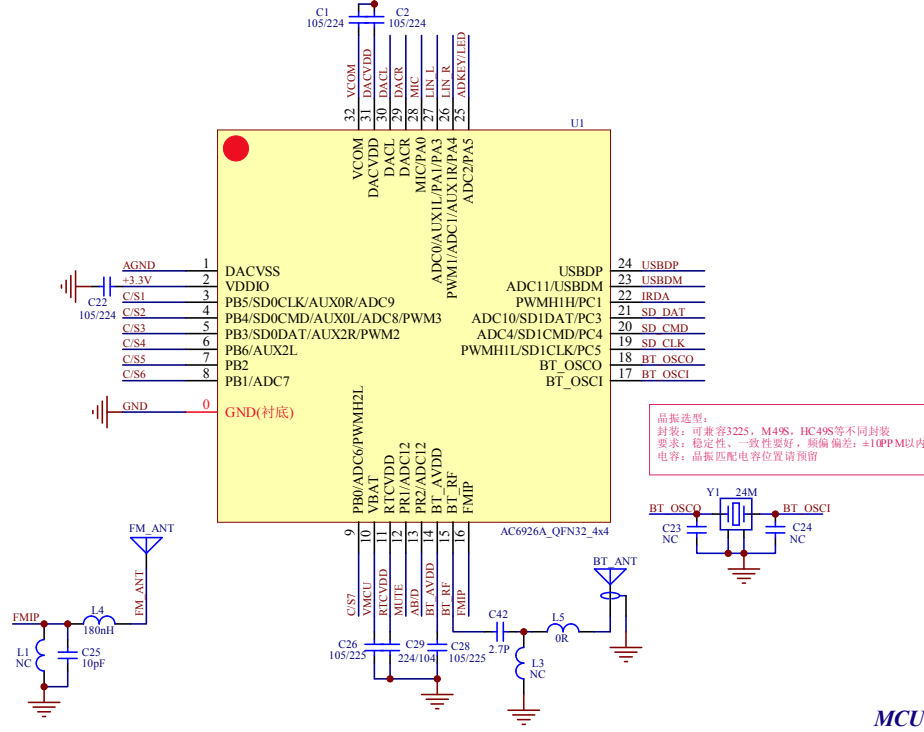 C1
105/224
C2
105/224
VCOM
DACVDD
DACL
DACR
MIC
LIN_L
LIN_R
ADKEY/LED
32
31
30
29
28
27
26
25
U1
VCOM
DACVDD
DACL
DACR
MIC/PA0
ADC0/AUX1L/PA1/PA3
PWM1/ADC1/AUX1R/PA4
ADC2/PA5
AGND 1 DACVSS
+3.3V 2 VDDIO
C22
105/224
C/S1 3 PB5/SD0CLK/AUX0R/ADC9
C/S2 4 PB4/SD0CMD/AUX0L/ADC8/PWM3
C/S3 5 PB3/SD0DAT/AUX2R/PWM2
C/S4 6 PB6/AUX2L
C/S5 7 PB2
C/S6 8 PB1/ADC7
GND 0 GND(衬底)
USBDP 24 USBDP
ADC11/USBDM 23 USBDM
PWMH1H/PC1 22 IRDA
ADC10/SD1DAT/PC3 21 SD_DAT
ADC4/SD1CMD/PC4 20 SD_CMD
PWMH1L/SD1CLK/PC5 19 SD_CLK
BT_OSCO 18 BT_OSCO
BT_OSCI 17 BT_OSCI
PB0/ADC6/PWMH2L
VBAT
RTCVDD
PR1/ADC12
PR2/ADC12
BT_AVDD
BT_RF
FMIP
9
10
11
12
13
14
15
16
AC6926A_QFN32_4x4
C/S7
VMCU
RTCVDD
MUTE
AB/D
BT_AVDD
BT_RF
FMIP
晶振选型:
封装：可兼容3225，M49S，HC49S等不同封装
要求：稳定性、一致性要好，频偏偏差：±10PPM以内
电容：晶振匹配电容位置请预留
Y1 24M
BT_OSCO
BT_OSCI
C23
NC
C24
NC
FM_ANT
FM_ANT
FMIP
L4
180nH
L1
NC
C25
10pF
C26
105/225
C29
224/104
C28
105/225
C42
2.7P
L5
0R
L3
NC
BT_ANT
MCU